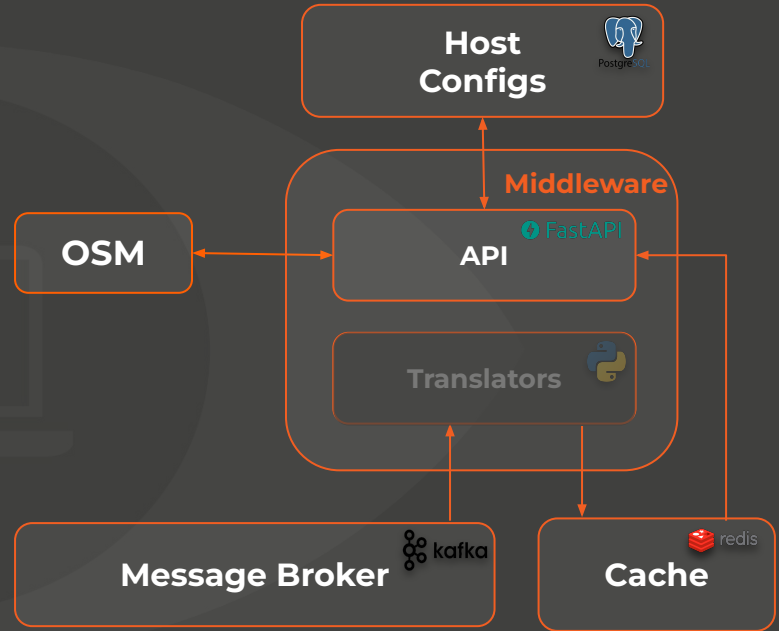 Host
Configs
PostgreSQL
Middleware
FastAPI
API
OSM
Translators
kafka
Message Broker
redis
Cache